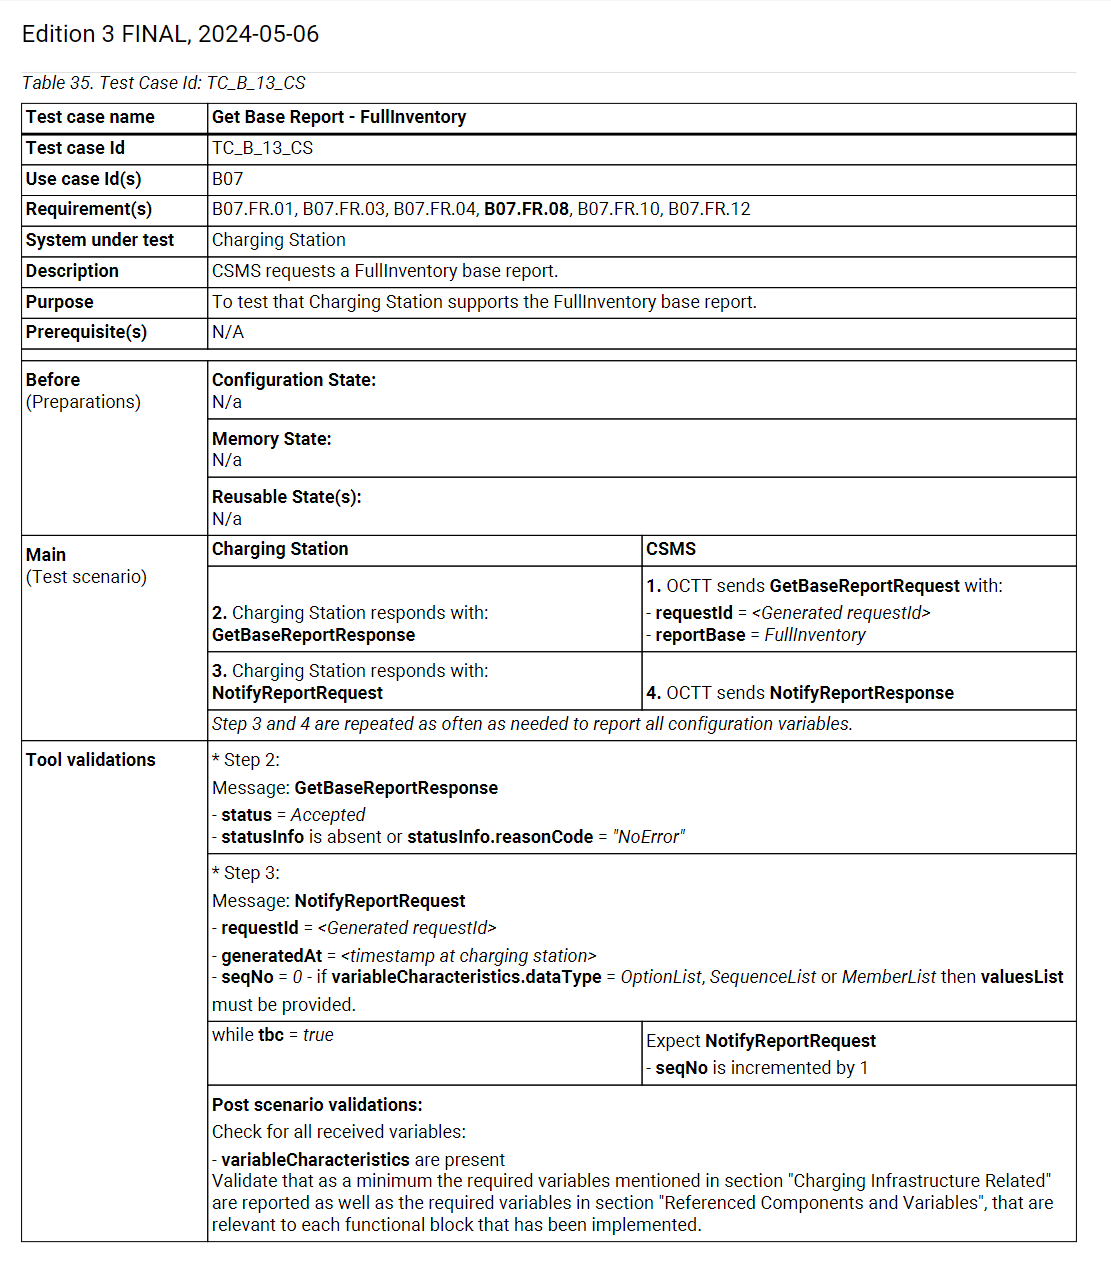 Edition 3 FINAL, 2024-05-06
Table 35. Test Case Id: TC_B_13_CS
Test case name
Get Base Report - FullInventory
Test case Id
TC_B_13_CS
Use case Id(s)
B07
Requirement(s)
B07.FR.01, B07.FR.03, B07.FR.04, B07.FR.08, B07.FR.10, B07.FR.12
System under test
Charging Station
Description
CSMS requests a FullInventory base report.
Purpose
To test that Charging Station supports the FullInventory base report.
Prerequisite(s)
N/A
Before
(Preparations)
Configuration State:
N/a
Memory State:
N/a
Reusable State(s):
N/a
Main
(Test scenario)
Charging Station
CSMS
1. OCTT sends GetBaseReportRequest with:
- requestId = <Generated requestId>
- reportBase = FullInventory
2. Charging Station responds with:
GetBaseReportResponse
3. Charging Station responds with:
NotifyReportRequest
4. OCTT sends NotifyReportResponse
Step 3 and 4 are repeated as often as needed to report all configuration variables.
Tool validations
* Step 2:
Message: GetBaseReportResponse
- status = Accepted
- statusInfo is absent or statusInfo.reasonCode = "NoError"
* Step 3:
Message: NotifyReportRequest
- requestId = <Generated requestId>
- generatedAt = <timestamp at charging station>
- seqNo = 0 - if variableCharacteristics.dataType = OptionList, SequenceList or MemberList then valuesList
must be provided.
while tbc = true
Expect NotifyReportRequest
- seqNo is incremented by 1
Post scenario validations:
Check for all received variables:
- variableCharacteristics are present
Validate that as a minimum the required variables mentioned in section "Charging Infrastructure Related"
are reported as well as the required variables in section "Referenced Components and Variables", that are
relevant to each functional block that has been implemented.